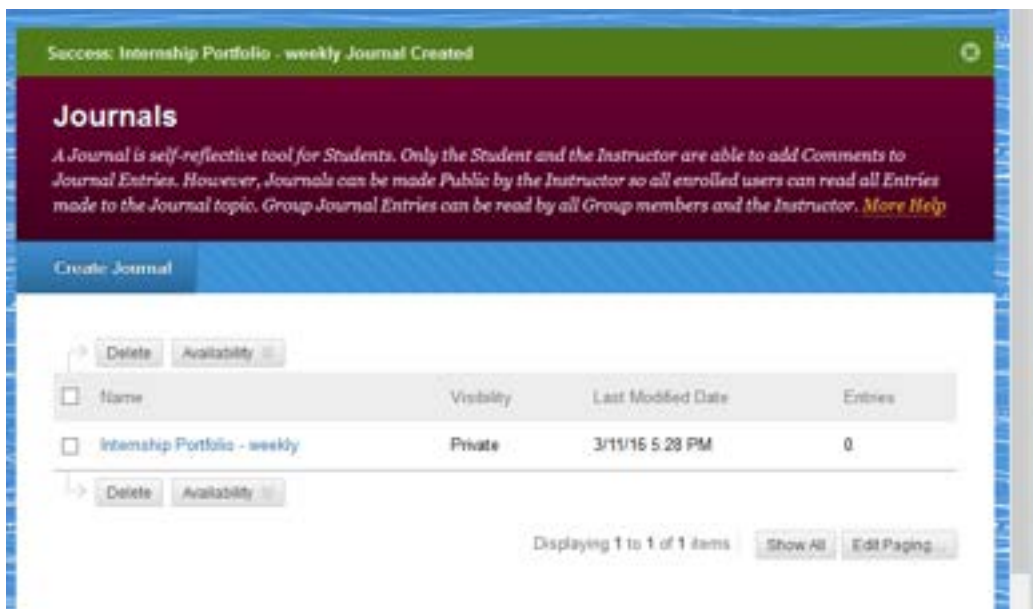 Success: Internship Portfolio - weekly Journal Created
Journals
A Journal is self-reflective tool for Students. Only the Student and the Instructor are able to add Comments to
Journal Entries. However, Journals can be made Public by the Instructor so all enrolled users can read all Entries
made to the Journal topic. Group Journal Entries can be read by all Group members and the Instructor. More Help
Create Journal
Delete Availability
Name Visibility Last Modified Date Entries
Internship Portfolio - weekly Private 3/11/16 5:28 PM 0
Delete Availability
Displaying 1 to 1 of 1 items Show All Edit Paging...